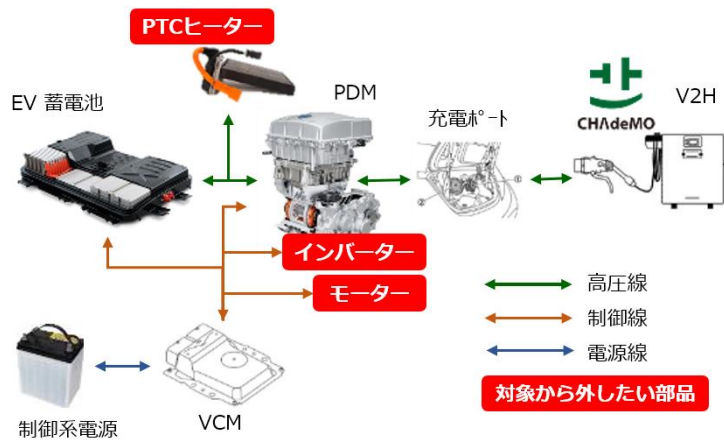 PTCヒーター
EV 蓄電池
PDM
充電ﾎﾟｰﾄ
CHAdeMO
V2H
①
②
インバーター
モーター
高圧線
制御線
電源線
対象から外したい部品
制御系電源
VCM